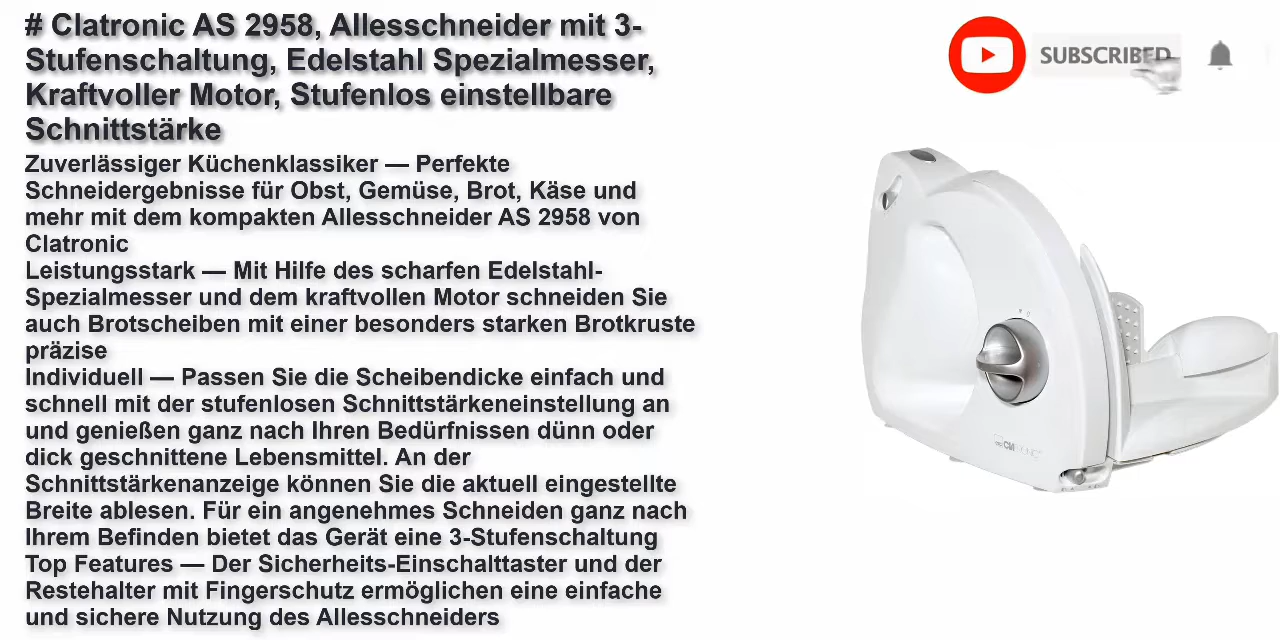 # Clatronic AS 2958, Allesschneider mit 3-
Stufenschaltung, Edelstahl Spezialmesser,
Kraftvoller Motor, Stufenlos einstellbare
Schnittstärke
Zuverlässiger Küchenklassiker — Perfekte
Schneidergebnisse für Obst, Gemüse, Brot, Käse und
mehr mit dem kompakten Allesschneider AS 2958 von
Clatronic
Leistungsstark — Mit Hilfe des scharfen Edelstahl-
Spezialmesser und dem kraftvollen Motor schneiden Sie
auch Brotscheiben mit einer besonders starken Brotkruste
präzise
Individuell — Passen Sie die Scheibendicke einfach und
schnell mit der stufenlosen Schnittstärkeneinstellung an
und genießen ganz nach Ihren Bedürfnissen dünn oder
dick geschnittene Lebensmittel. An der
Schnittstärkenanzeige können Sie die aktuell eingestellte
Breite ablesen. Für ein angenehmes Schneiden ganz nach
Ihrem Befinden bietet das Gerät eine 3-Stufenschaltung
Top Features — Der Sicherheits-Einschalttaster und der
Restehalter mit Fingerschutz ermöglichen eine einfache
und sichere Nutzung des Allesschneiders
SUBSCRIBED